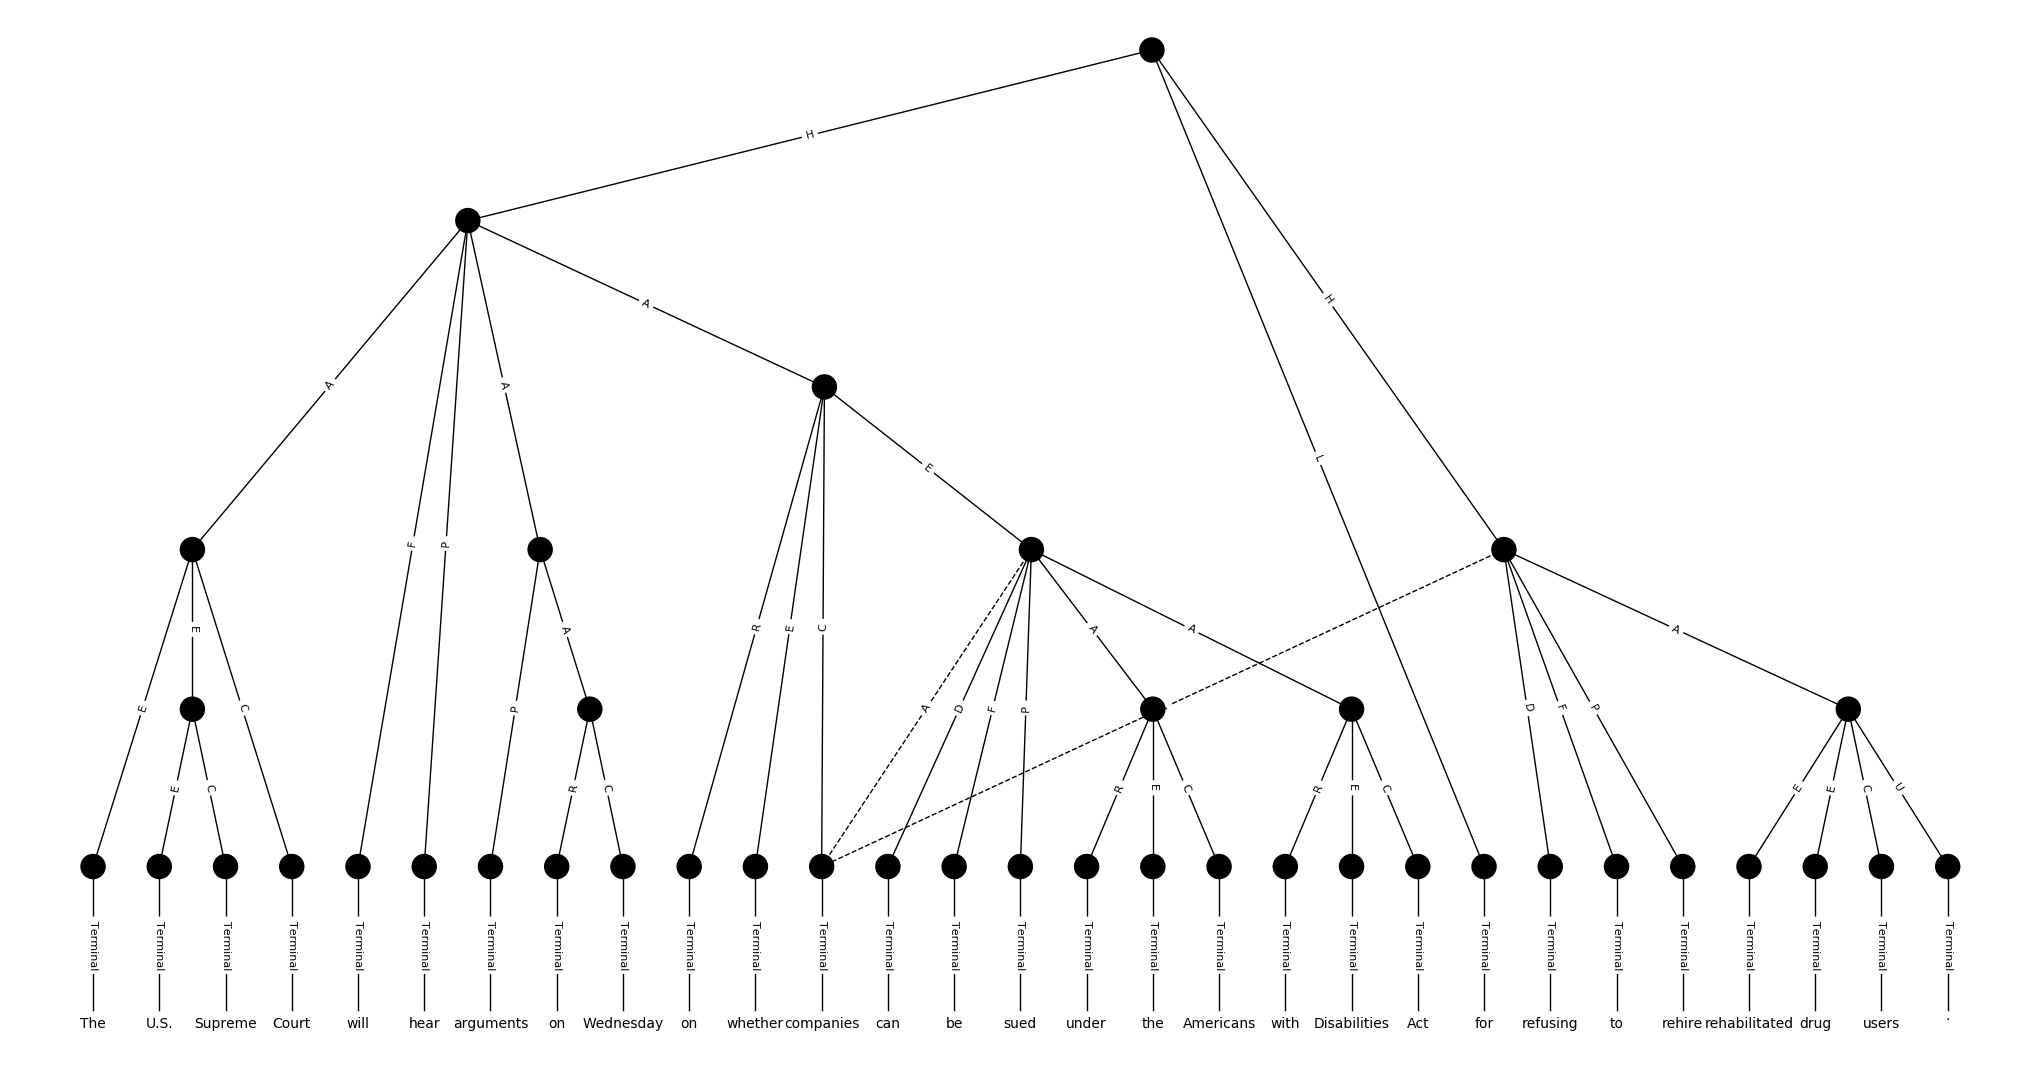 H
A
A
A
L
H
F
P
E
E
E
C
A
R
E
C
A
A
A
E
C
P
R
C
A
D
F
P
R
E
C
R
E
C
D
F
P
E
E
C
U
Terminal Terminal Terminal Terminal Terminal Terminal Terminal Terminal Terminal Terminal Terminal Terminal Terminal Terminal Terminal Terminal Terminal Terminal Terminal Terminal Terminal Terminal Terminal Terminal Terminal Terminal Terminal Terminal Terminal
The U.S. Supreme Court will hear arguments on Wednesday on whether companies can be sued under the Americans with Disabilities Act for refusing to rehire rehabilitated drug users .